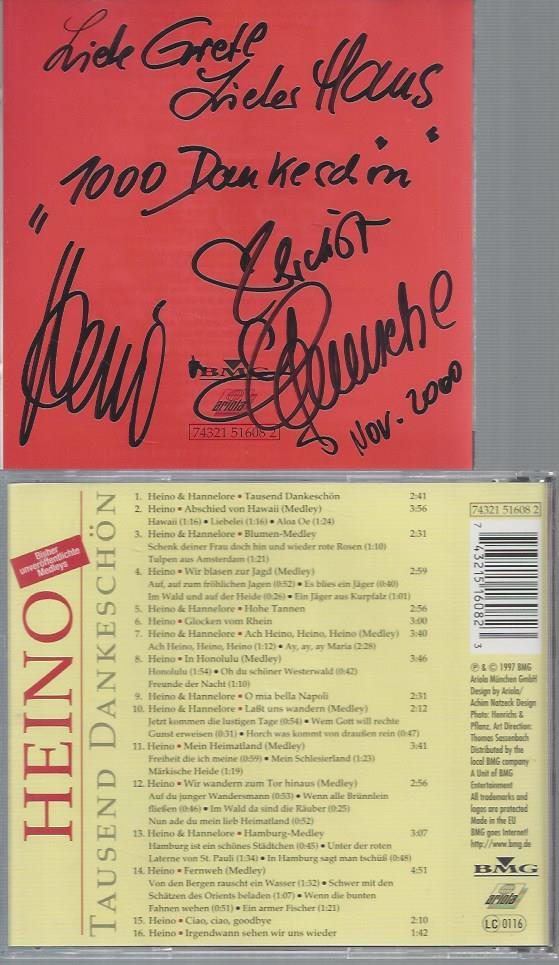 Liebe Gretl
Lieber Hans
"1000 Dankeschön"
Heino
BMG
ariola
74321 51608 2
Nov. 2000
HEINO
TAUSEND DANKESCHÖN
Bisher
unveröffentlichte
Medleys
1. Heino & Hannelore • Tausend Dankeschön 2:41
2. Heino • Abschied von Hawaii (Medley) 3:56
Hawaii (1:16) • Liebelei (1:16) • Aloa Oe (1:24)
3. Heino & Hannelore • Blumen-Medley 2:31
Schenk deiner Frau doch hin und wieder rote Rosen (1:10)
Tulpen aus Amsterdam (1:21)
4. Heino • Wir blasen zur Jagd (Medley) 2:59
Auf, auf zum fröhlichen Jagen (0:52) • Es blies ein Jäger (0:40)
Im Wald und auf der Heide (0:26) • Ein Jäger aus Kurpfalz (1:01)
5. Heino & Hannelore • Hohe Tannen 2:56
6. Heino • Glocken vom Rhein 3:00
7. Heino & Hannelore • Ach Heino, Heino, Heino (Medley) 3:40
Ach Heino, Heino, Heino (1:12) • Ay, ay, ay Maria (2:28)
8. Heino • In Honolulu (Medley) 3:46
Honolulu (1:54) • Oh du schöner Westerwald (0:42)
Freunde der Nacht (1:10)
9. Heino & Hannelore • O mia bella Napoli 2:31
10. Heino • Laßt uns wandern (Medley) 2:12
Jetzt kommen die lustigen Tage (0:54) • Wem Gott will rechte
Gunst erweisen (0:31) • Horch was kommt von draußen rein (0:47)
11. Heino • Mein Heimatland (Medley) 3:41
Freiheit die ich meine (0:59) • Mein Schlesierland (1:23)
Märkische Heide (1:19)
12. Heino • Wir wandern zum Tor hinaus (Medley) 2:56
Auf du junger Wandersmann (0:53) • Wenn alle Brünnlein
fließen (0:46) • Im Wald da sind die Räuber (0:25)
Nun ade du mein lieb Heimatland (0:52)
13. Heino & Hannelore • Hamburg-Medley 3:07
Hamburg ist ein schönes Städtchen (0:45) • Unter der roten
Laterne von St. Pauli (1:34) • In Hamburg sagt man tschüß (0:48)
14. Heino • Fernweh (Medley) 4:51
Von den Bergen rauscht ein Wasser (1:32) • Schwer mit den
Schätzen des Orients beladen (1:07) • Wenn die bunten
Fahnen wehen (0:51) • Ein armer Fischer (1:21)
15. Heino • Ciao, ciao, goodbye 2:10
16. Heino • Irgendwann sehen wir uns wieder 1:42
74321 51608 2
7 43215 16082 3
℗ & © 1997 BMG
Ariola München GmbH
Design by Ariola/
Achim Natzeck Design
Photo: Henrichs &
Pflanz, Art Direction:
Thomas Sassenbach
Distributed by the
local BMG company
A Unit of BMG
Entertainment
All trademarks and
logos are protected
Made in the EU
BMG goes Internet!
http://www.bmg.de
BMG
ariola
LC 0116